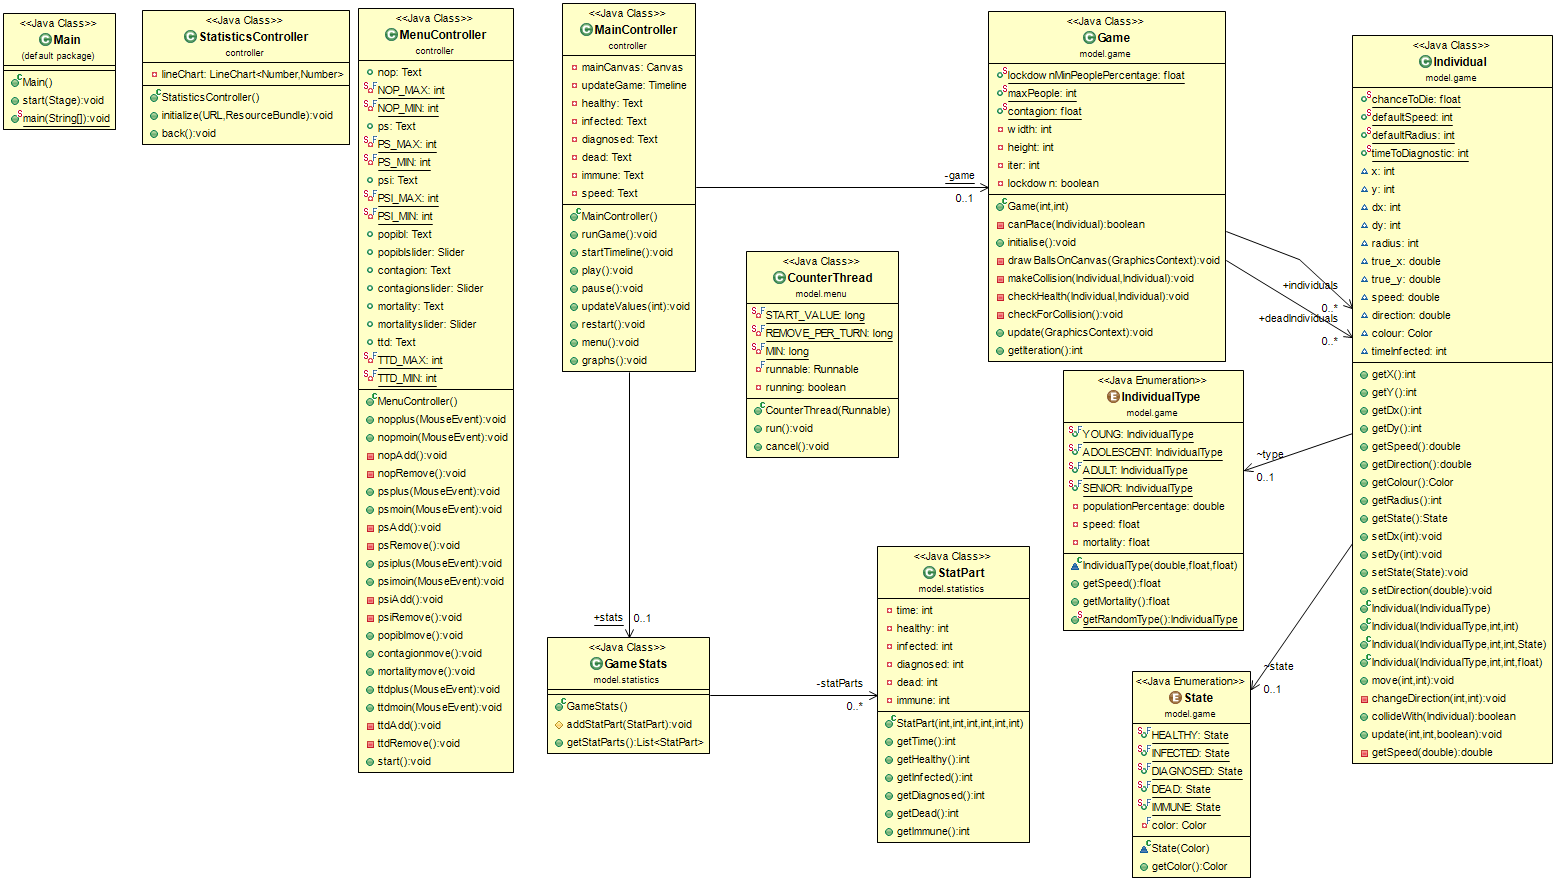 <<Java Class>>
Main
(default package)
Main()
start(Stage):void
main(String[]):void
<<Java Class>>
StatisticsController
controller
lineChart: LineChart<Number,Number>
StatisticsController()
initialize(URL,ResourceBundle):void
back():void
<<Java Class>>
MenuController
controller
nop: Text
NOP_MAX: int
NOP_MIN: int
ps: Text
PS_MAX: int
PS_MIN: int
psi: Text
PSI_MAX: int
PSI_MIN: int
popibl: Text
popiblslider: Slider
contagion: Text
contagionslider: Slider
mortality: Text
mortalityslider: Slider
ttd: Text
TTD_MAX: int
TTD_MIN: int
MenuController()
nopplus(MouseEvent):void
nopmoin(MouseEvent):void
nopAdd():void
nopRemove():void
psplus(MouseEvent):void
psmoin(MouseEvent):void
psAdd():void
psRemove():void
psiplus(MouseEvent):void
psimoin(MouseEvent):void
psiAdd():void
psiRemove():void
popiblmove():void
contagionmove():void
mortalitymove():void
ttdplus(MouseEvent):void
ttdmoin(MouseEvent):void
ttdAdd():void
ttdRemove():void
start():void
<<Java Class>>
MainController
controller
mainCanvas: Canvas
updateGame: Timeline
healthy: Text
infected: Text
diagnosed: Text
dead: Text
immune: Text
speed: Text
MainController()
runGame():void
startTimeline():void
play():void
pause():void
updateValues(int):void
restart():void
menu():void
graphs():void
-game
0..1
+stats
0..1
<<Java Class>>
CounterThread
model.menu
START_VALUE: long
REMOVE_PER_TURN: long
MIN: long
runnable: Runnable
running: boolean
CounterThread(Runnable)
run():void
cancel():void
<<Java Class>>
GameStats
model.statistics
GameStats()
addStatPart(StatPart):void
getStatParts():List<StatPart>
-statParts
0..*
<<Java Class>>
StatPart
model.statistics
time: int
healthy: int
infected: int
diagnosed: int
dead: int
immune: int
StatPart(int,int,int,int,int,int)
getTime():int
getHealthy():int
getInfected():int
getDiagnosed():int
getDead():int
getImmune():int
<<Java Class>>
Game
model.game
lockdownMinPeoplePercentage: float
maxPeople: int
contagion: float
width: int
height: int
iter: int
lockdown: boolean
Game(int,int)
canPlace(Individual):boolean
initialise():void
drawBallsOnCanvas(GraphicsContext):void
makeCollision(Individual,Individual):void
checkHealth(Individual,Individual):void
checkForCollision():void
update(GraphicsContext):void
getIteration():int
+individuals
0..*
+deadIndividuals
0..*
<<Java Enumeration>>
IndividualType
model.game
YOUNG: IndividualType
ADOLESCENT: IndividualType
ADULT: IndividualType
SENIOR: IndividualType
populationPercentage: double
speed: float
mortality: float
IndividualType(double,float,float)
getSpeed():float
getMortality():float
getRandomType():IndividualType
~type
0..1
~state
0..1
<<Java Enumeration>>
State
model.game
HEALTHY: State
INFECTED: State
DIAGNOSED: State
DEAD: State
IMMUNE: State
color: Color
State(Color)
getColor():Color
<<Java Class>>
Individual
model.game
chanceToDie: float
defaultSpeed: int
defaultRadius: int
timeToDiagnostic: int
x: int
y: int
dx: int
dy: int
radius: int
true_x: double
true_y: double
speed: double
direction: double
colour: Color
timeInfected: int
getX():int
getY():int
getDx():int
getDy():int
getSpeed():double
getDirection():double
getColour():Color
getRadius():int
getState():State
setDx(int):void
setDy(int):void
setState(State):void
setDirection(double):void
Individual(IndividualType)
Individual(IndividualType,int,int)
Individual(IndividualType,int,int,State)
Individual(IndividualType,int,int,float)
move(int,int):void
changeDirection(int,int):void
collideWith(Individual):boolean
update(int,int,boolean):void
getSpeed(double):double